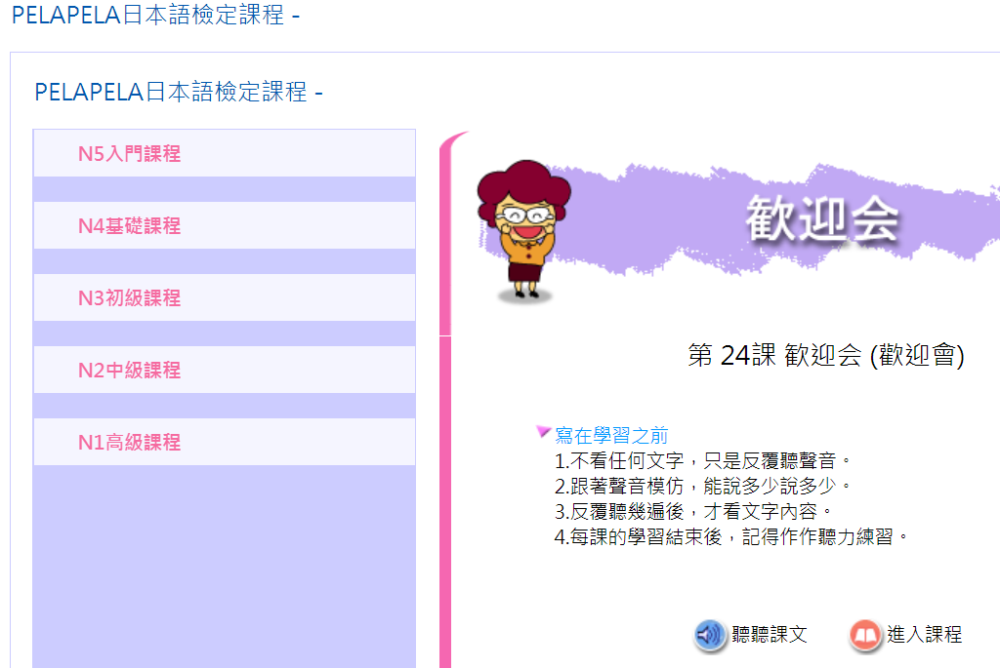 PELAPELA日本語檢定課程 -
PELAPELA日本語檢定課程 -
N5入門課程
N4基礎課程
N3初級課程
N2中級課程
N1高級課程
歓迎会
第 24課 歓迎会 (歡迎會)
寫在學習之前
1.不看任何文字，只是反覆聽聲音。
2.跟著聲音模仿，能說多少說多少。
3.反覆聽幾遍後，才看文字內容。
4.每課的學習結束後，記得作作聽力練習。
聽聽課文
進入課程